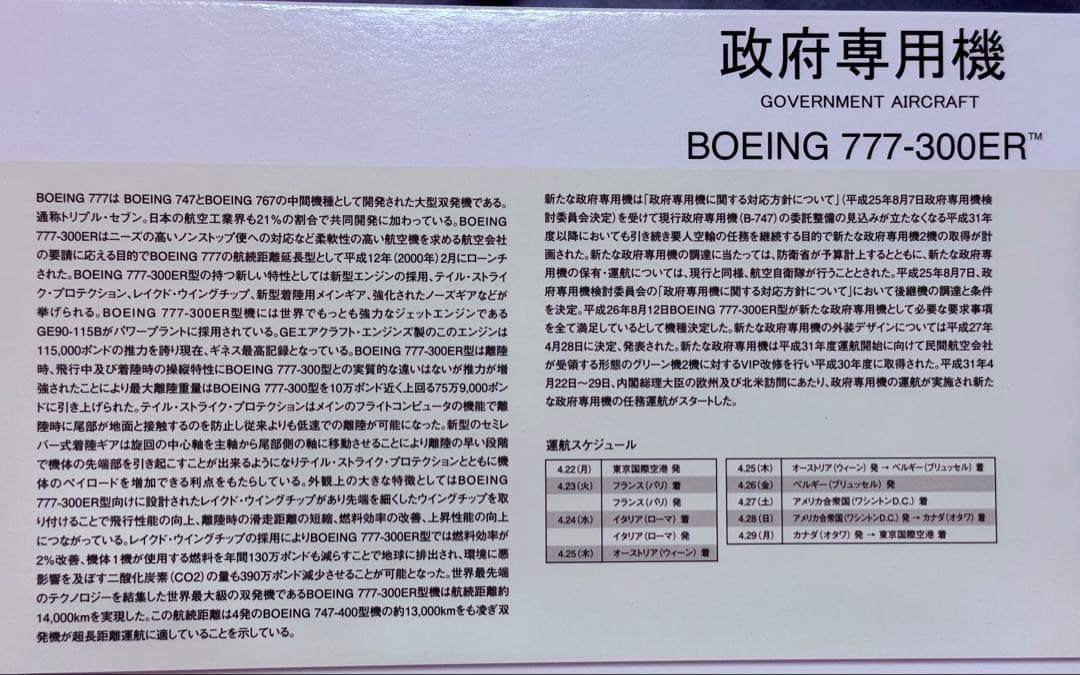 政府専用機
GOVERNMENT AIRCRAFT
BOEING 777-300ER™
BOEING 777は BOEING 747とBOEING 767の中間機種として開発された大型双発機である。
通称トリプル・セブン。日本の航空工業界も21%の割合で共同開発に加わっている。BOEING
777-300ERはニーズの高いノンストップ便への対応など柔軟性の高い航空機を求める航空会社
の要請に応える目的でBOEING 777の航続距離延長型として平成12年(2000年)2月にローンチ
された。BOEING 777-300ER型の持つ新しい特性としては新型エンジンの採用、テイル・ストライ
ク・プロテクション、レイクド・ウイングチップ、新型着陸用メインギア、強化されたノーズギアなどが
挙げられる。BOEING 777-300ER型機には世界でもっとも強力なジェットエンジンである
GE90-115Bがパワープラントに採用されている。GEエアクラフト・エンジンズ製のこのエンジンは
115,000ポンドの推力を誇り現在、ギネス最高記録となっている。BOEING 777-300ER型は離陸
時、飛行中及び着陸時の操縦特性にBOEING 777-300型との実質的な違いはないが推力が増
強されたことにより最大離陸重量はBOEING 777-300型を10万ポンド近く上回る75万9,000ポン
ドに引き上げられた。テイル・ストライク・プロテクションはメインのフライトコンピュータの機能で離
陸時に尾部が地面と接触するのを防止し従来よりも低速での離陸が可能になった。新型のセミレ
バー式着陸ギアは旋回の中心軸を主軸から尾部側の軸に移動させることにより離陸の早い段階
で機体の先端部を引き起こすことが出来るようになりテイル・ストライク・プロテクションとともに機
体のペイロードを増加できる利点をもたらしている。外観上の大きな特徴としてはBOEING
777-300ER型向けに設計されたレイクド・ウイングチップがあり先端を細くしたウイングチップを取
り付けることで飛行性能の向上、離陸時の滑走距離の短縮、燃料効率の改善、上昇性能の向上
につながっている。レイクド・ウイングチップの採用によりBOEING 777-300ER型では燃料効率が
2%改善、機体1機が使用する燃料を年間130万ポンドも減らすことで地球に排出され、環境に悪
影響を及ぼす二酸化炭素(CO2)の量も390万ポンド減少させることが可能となった。世界最先端
のテクノロジーを結集した世界最大級の双発機であるBOEING 777-300ER型機は航続距離約
14,000kmを実現した。この航続距離は4発のBOEING 747-400型機の約13,000kmをも凌ぎ双
発機が超長距離運航に適していることを示している。
新たな政府専用機は「政府専用機に関する対応方針について」(平成25年8月7日政府専用機検
討委員会決定)を受けて現行政府専用機(B-747)の委託整備の見込みが立たなくなる平成31年
度以降においても引き続き要人空輸の任務を継続する目的で新たな政府専用機2機の取得が計
画された。新たな政府専用機の調達に当たっては、防衛省が予算計上するとともに、新たな政府専
用機の保有・運航については、現行と同様、航空自衛隊が行うこととされた。平成25年8月7日、政
府専用機検討委員会の「政府専用機に関する対応方針について」において後継機の調達と条件
を決定。平成26年8月12日BOEING 777-300ER型が新たな政府専用機として必要な要求事項
を全て満足しているとして機種決定した。新たな政府専用機の外装デザインについては平成27年
4月28日に決定、発表された。新たな政府専用機は平成31年度運航開始に向けて民間航空会社
が受領する形態のグリーン機2機に対するVIP改修を行い平成30年度に取得された。平成31年4
月22日〜29日、内閣総理大臣の欧州及び北米訪問にあたり、政府専用機の運航が実施され新た
な政府専用機の任務運航がスタートした。
運航スケジュール
4.22(月) 東京国際空港 発
4.23(火) フランス(パリ) 着
フランス(パリ) 発
4.24(水) イタリア(ローマ) 着
イタリア(ローマ) 発
4.25(木) オーストリア(ウィーン) 着
4.25(木) オーストリア(ウィーン) 発 → ベルギー(ブリュッセル) 着
4.26(金) ベルギー(ブリュッセル) 発
4.27(土) アメリカ合衆国(ワシントンD.C.) 着
4.28(日) アメリカ合衆国(ワシントンD.C.) 発 → カナダ(オタワ) 着
4.29(月) カナダ(オタワ) 発 → 東京国際空港 着